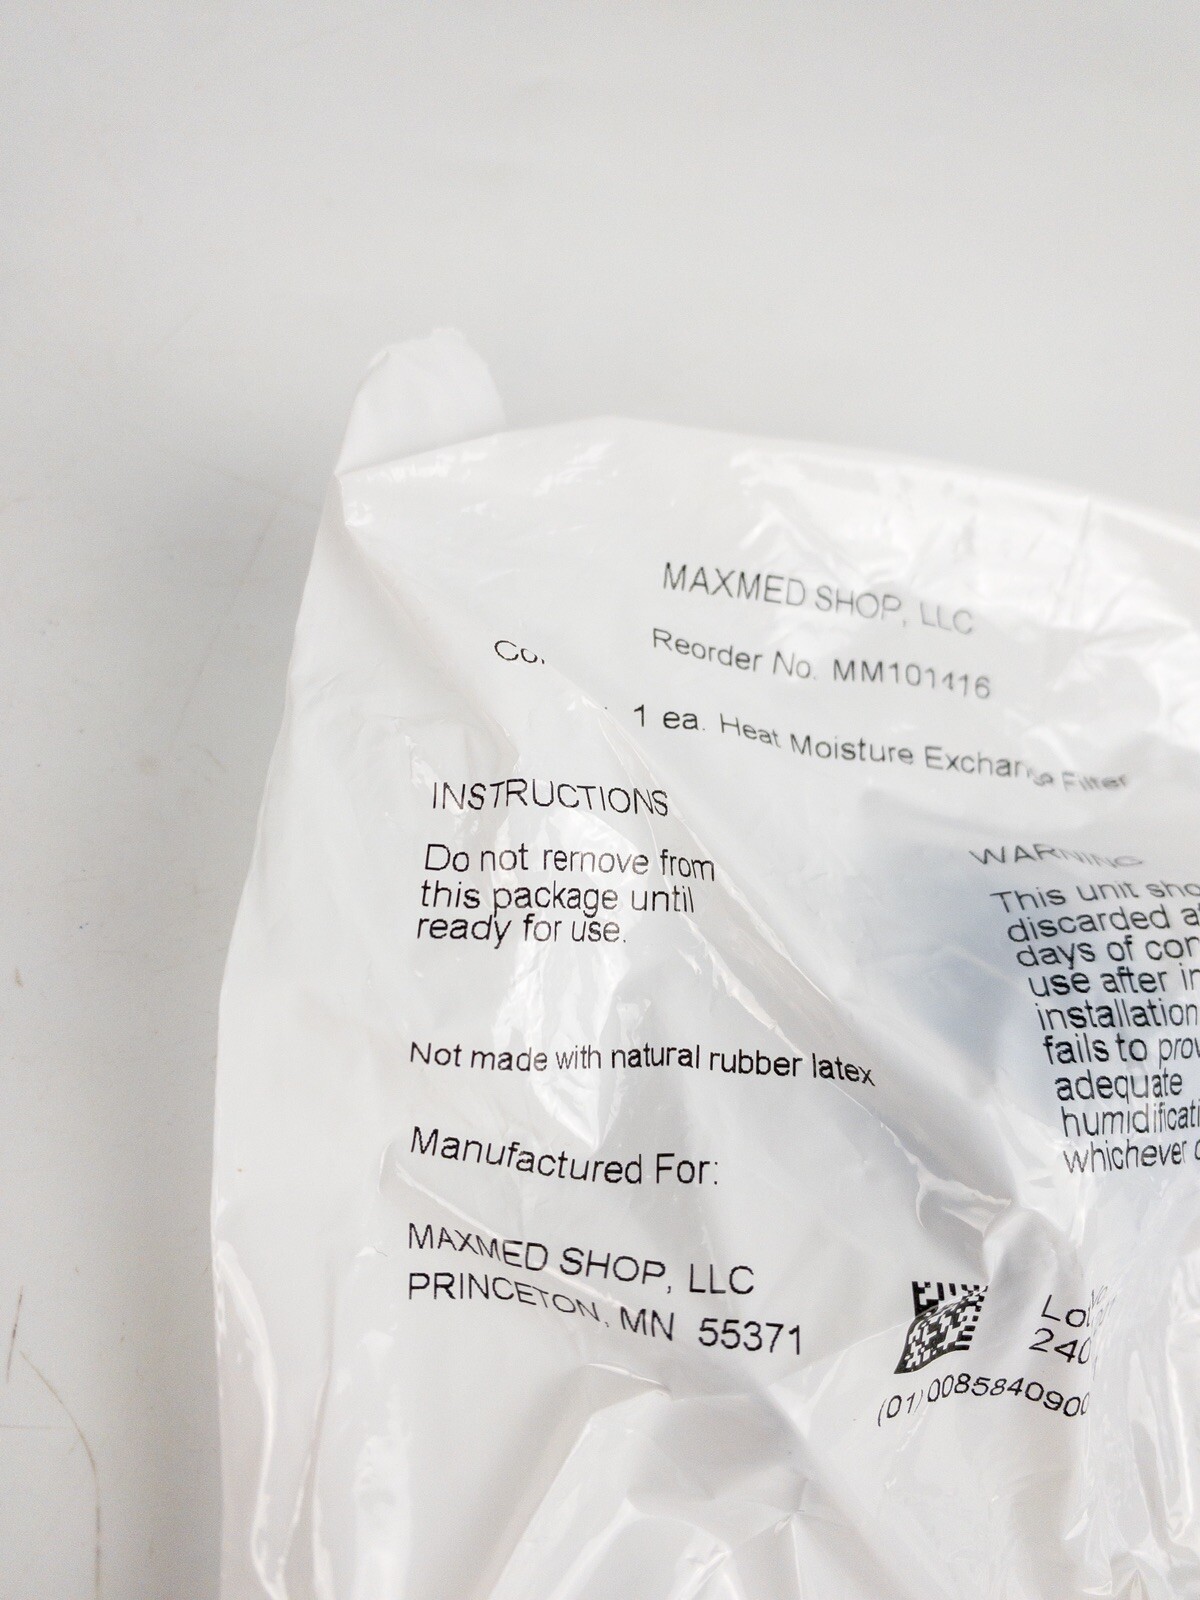 MAXMED SHOP, LLC
Reorder No. MM101416
1 ea. Heat Moisture Exchange Filter
INSTRUCTIONS
Do not remove from
this package until
ready for use.
WARNING
This unit
discarded
days of
use after
installation
fails to
adequate
whichever
Not made with natural rubber latex
Manufactured For:
MAXMED SHOP, LLC
PRINCETON, MN 55371